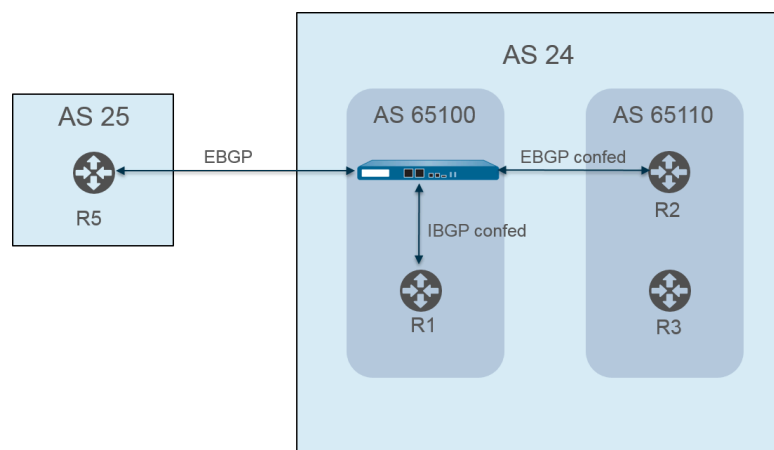 AS 24
AS 25
AS 65100
AS 65110
EBGP
EBGP confed
R5
R2
IBGP confed
R1
R3